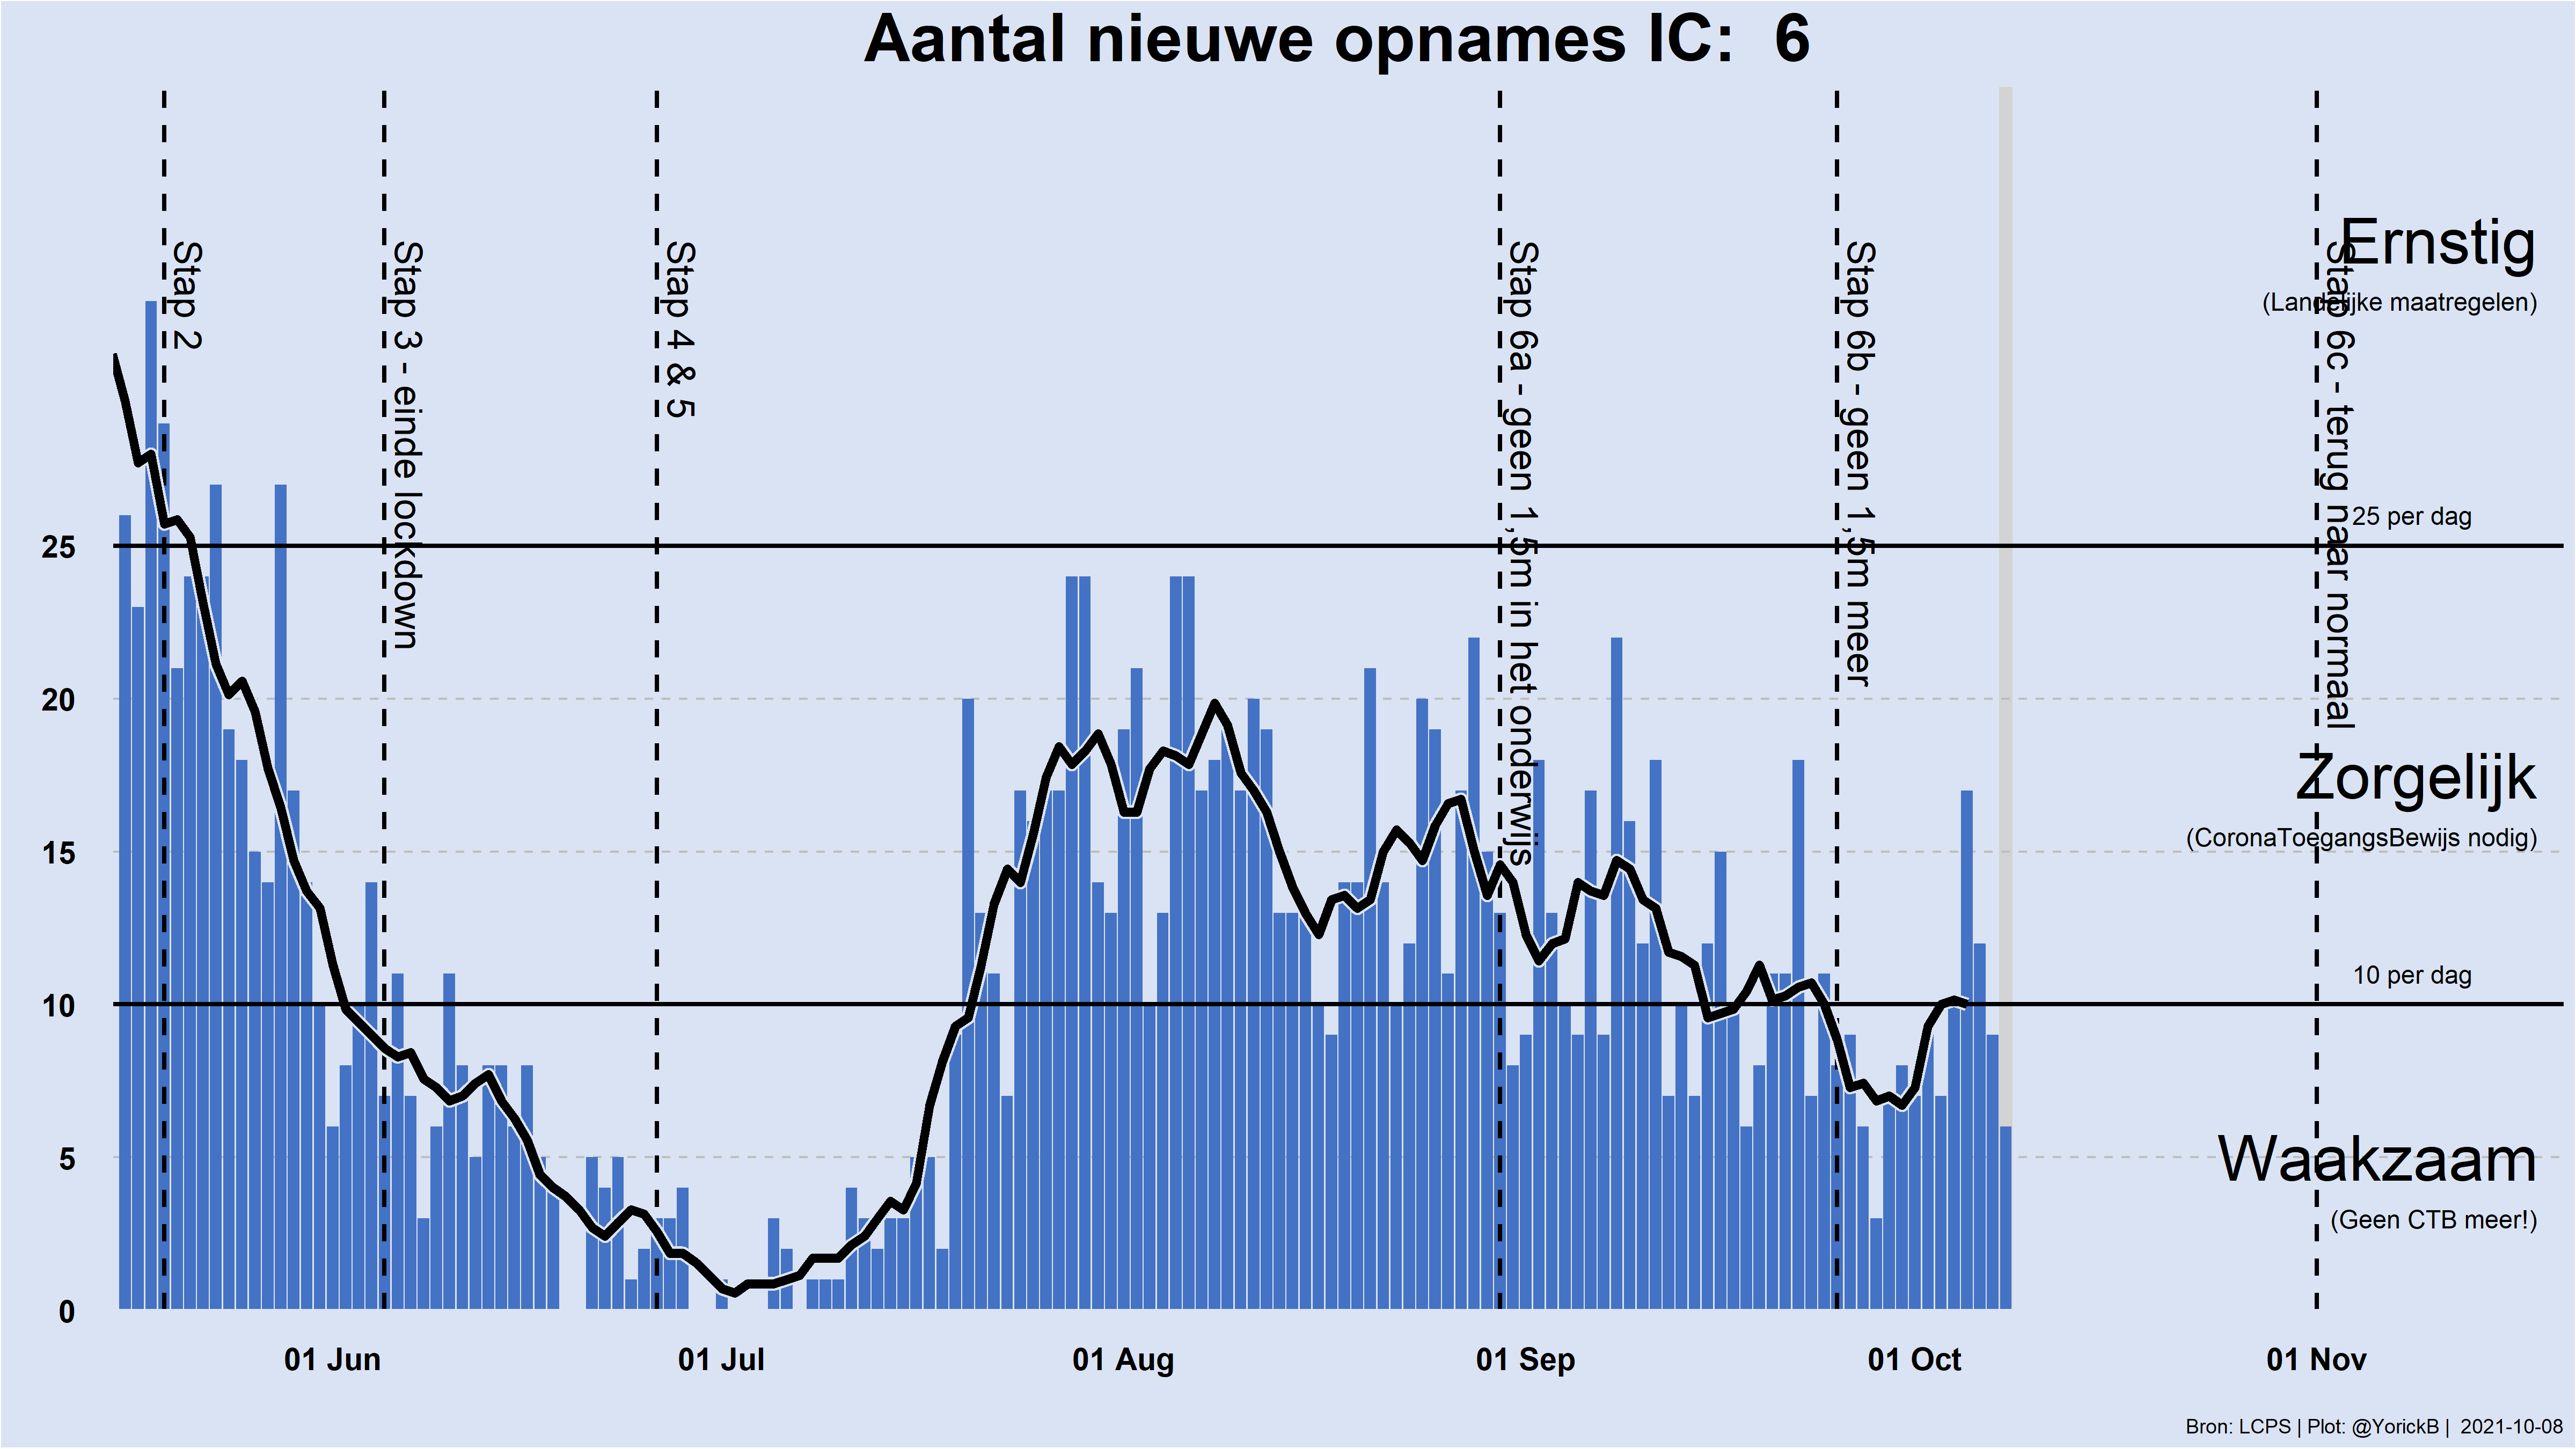 Aantal nieuwe opnames IC:  6
Stap 2
Stap 3 - einde lockdown
Stap 4 & 5
Stap 6a - geen 1,5m in het onderwijs
Stap 6b - geen 1,5m meer
Stap 6c - terug naar normaal
Ernstig
(Landelijke maatregelen)
25 per dag
25
20
Zorgelijk
(CoronaToegangsBewijs nodig)
15
10 per dag
10
Waakzaam
5
(Geen CTB meer!)
0
01 Jun
01 Jul
01 Aug
01 Sep
01 Oct
01 Nov
Bron: LCPS | Plot: @YorickB |  2021-10-08